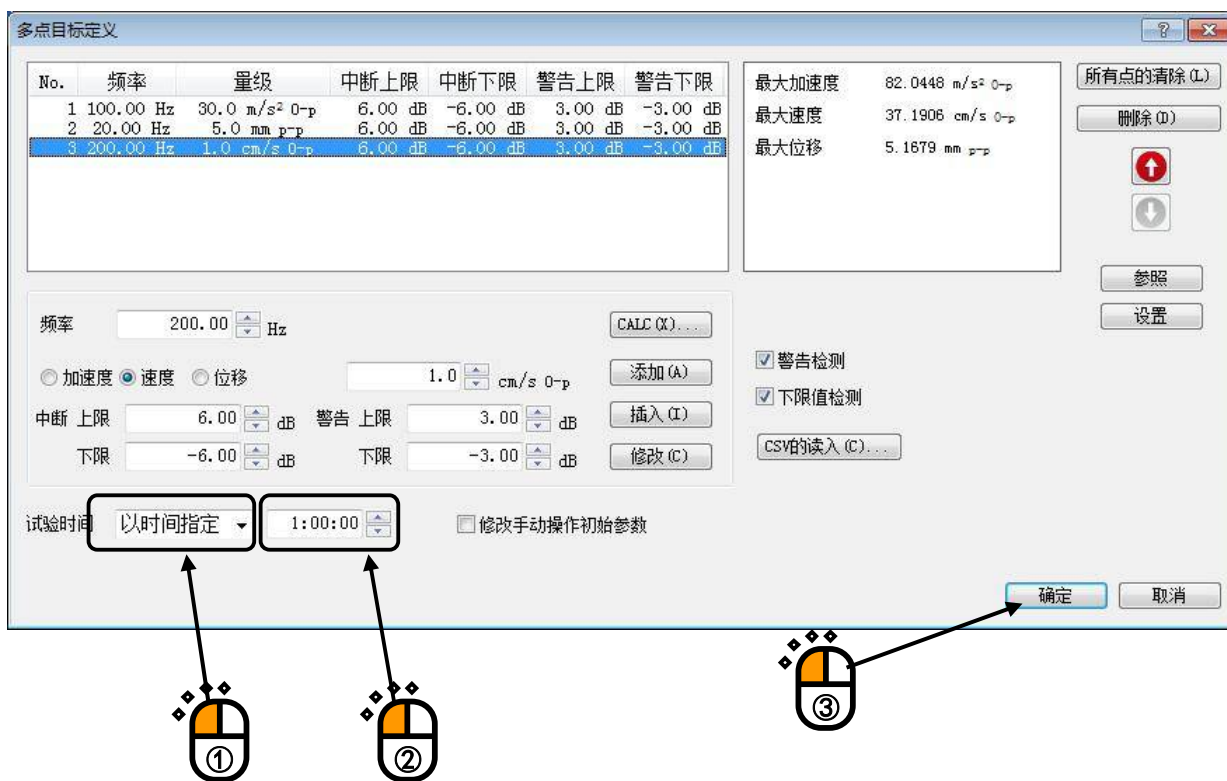 多点目标定义
No. 频率 量级 中断上限 中断下限 警告上限 警告下限
1 100.00 Hz 30.0 m/s² 0-p 6.00 dB -6.00 dB 3.00 dB -3.00 dB
2 20.00 Hz 5.0 mm p-p 6.00 dB -6.00 dB 3.00 dB -3.00 dB
3 200.00 Hz 1.0 cm/s 0-p 6.00 dB -6.00 dB 3.00 dB -3.00 dB
最大加速度 82.0448 m/s² 0-p
最大速度 37.1906 cm/s 0-p
最大位移 5.1679 mm p-p
所有点的清除(L)
删除(D)
参照
设置
频率 200.00 Hz CALC(X)...
加速度 速度 位移 1.0 cm/s 0-p 添加(A)
中断 上限 6.00 dB 警告 上限 3.00 dB 插入(I)
下限 -6.00 dB 下限 -3.00 dB 修改(C)
警告检测
下限值检测
CSV的读入(C)...
试验时间 以时间指定 1:00:00 修改手动操作初始参数
确定 取消
① ② ③